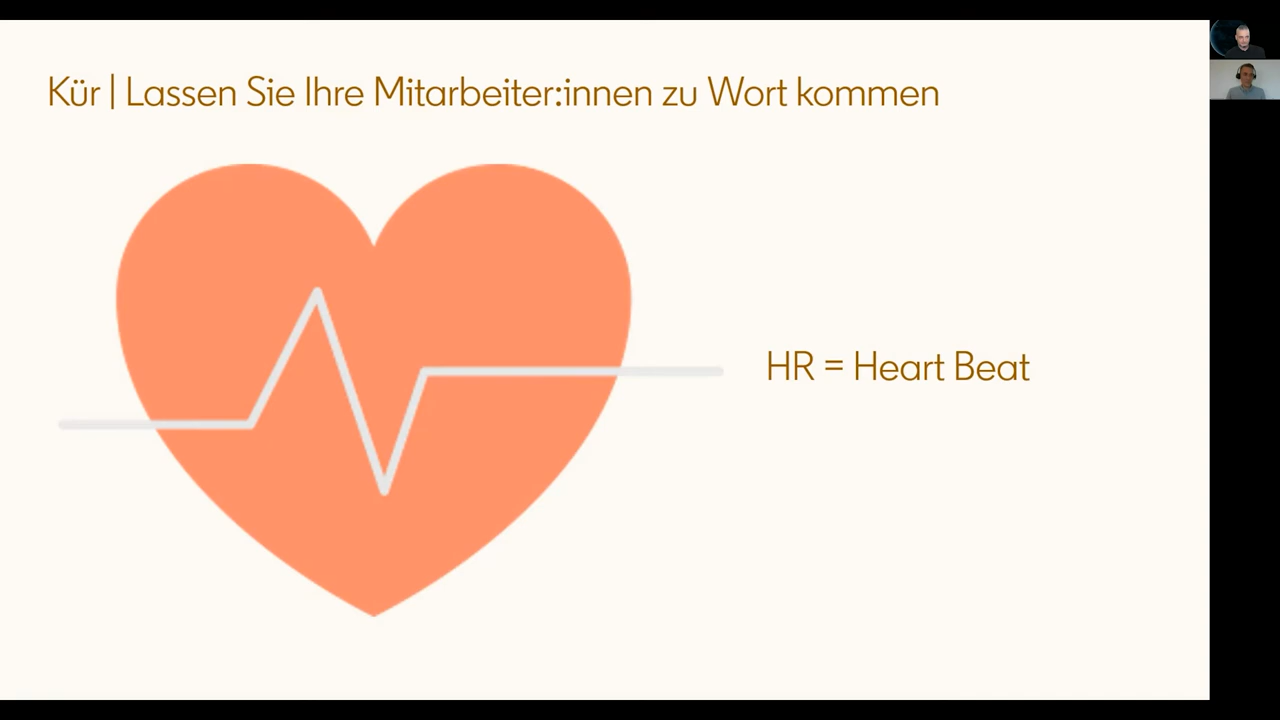 Kür | Lassen Sie Ihre Mitarbeiter:innen zu Wort kommen
HR = Heart Beat